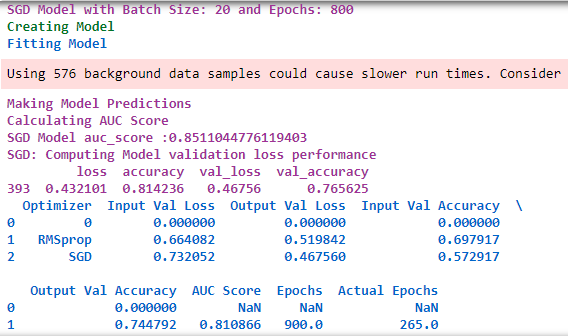 SGD Model with Batch Size: 20 and Epochs: 800
Creating Model
Fitting Model
Using 576 background data samples could cause slower run times. Consider
Making Model Predictions
Calculating AUC Score
SGD Model auc_score :0.8511044776119403
SGD: Computing Model validation loss performance
loss accuracy val_loss val_accuracy
393 0.432101 0.814236 0.46756 0.765625
Optimizer Input Val Loss Output Val Loss Input Val Accuracy \
0 0 0.000000 0.000000 0.000000
1 RMSprop 0.664082 0.519842 0.697917
2 SGD 0.732052 0.467560 0.572917
Output Val Accuracy AUC Score Epochs Actual Epochs
0 0.000000 NaN NaN NaN
1 0.744792 0.810866 900.0 265.0